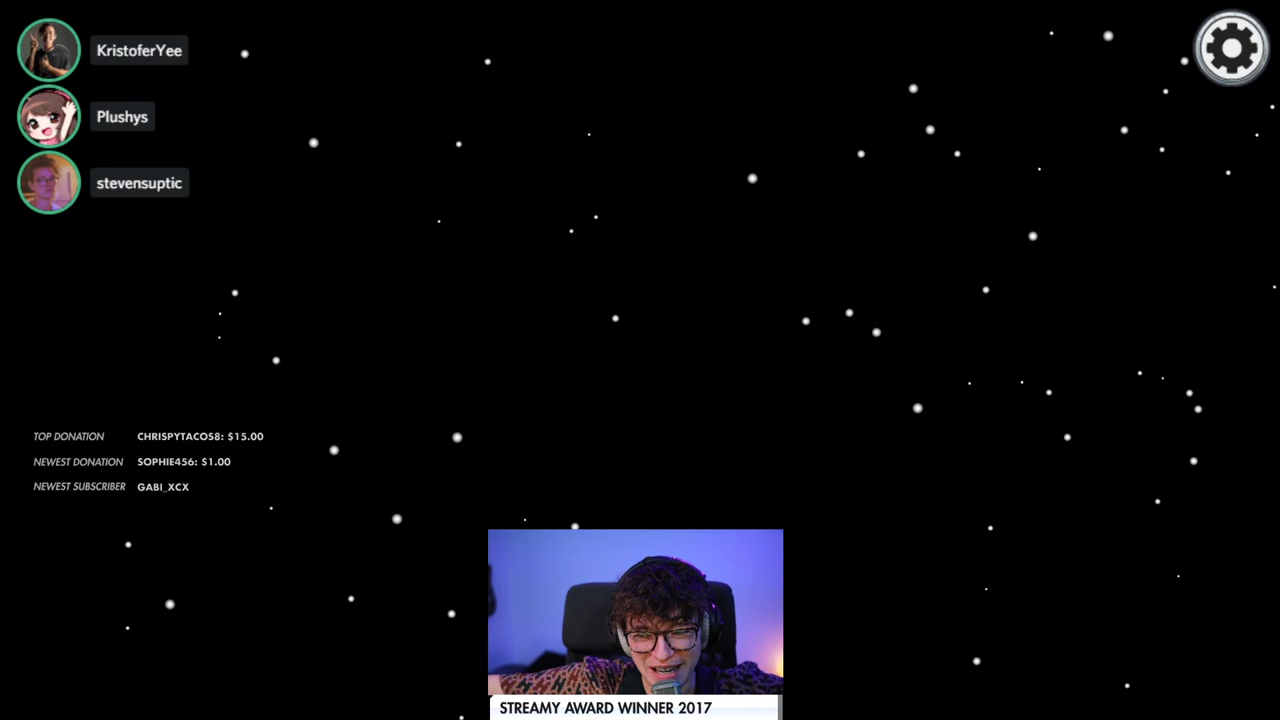 KristoferYee
Plushys
stevensuptic
TOP DONATION CHRISPYTACOS8: $15.00
NEWEST DONATION SOPHIE456: $1.00
NEWEST SUBSCRIBER GABI_XCX
STREAMY AWARD WINNER 2017